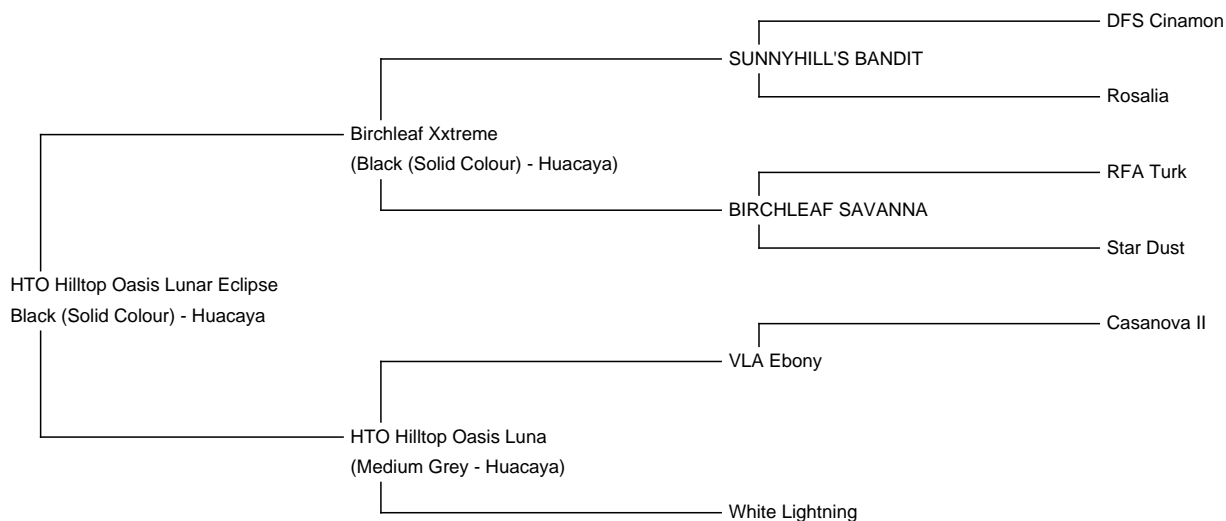 DFS Cinamon
SUNNYHILL'S BANDIT
Rosalia
Birchleaf Xxtreme
(Black (Solid Colour) - Huacaya)
RFA Turk
BIRCHLEAF SAVANNA
Star Dust
HTO Hilltop Oasis Lunar Eclipse
Black (Solid Colour) - Huacaya
Casanova II
VLA Ebony
HTO Hilltop Oasis Luna
(Medium Grey - Huacaya)
White Lightning